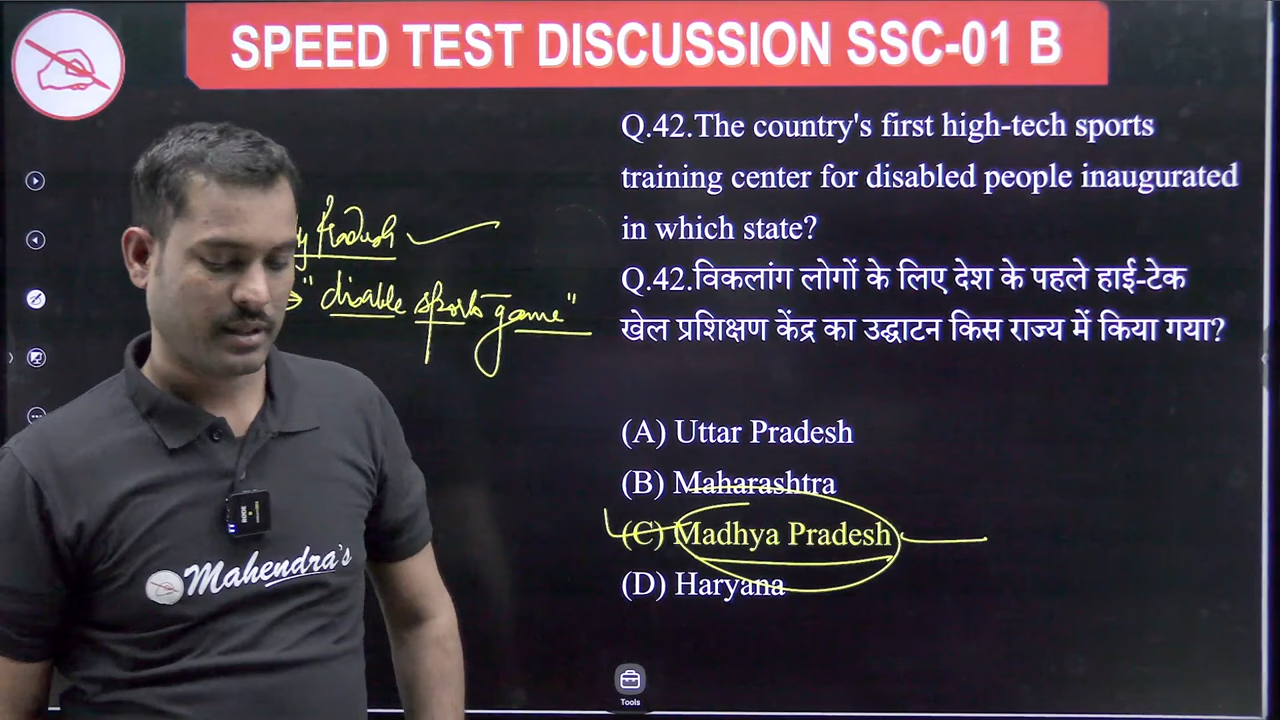 SPEED TEST DISCUSSION SSC-01 B
Q.42.The country's first high-tech sports
training center for disabled people inaugurated
in which state?
Q.42.विकलांग लोगों के लिए देश के पहले हाई-टेक
खेल प्रशिक्षण केंद्र का उद्घाटन किस राज्य में किया गया?
(A) Uttar Pradesh
(B) Maharashtra
(C) Madhya Pradesh
(D) Haryana
Pradesh
"disable sports game"
Mahendra's
Tools